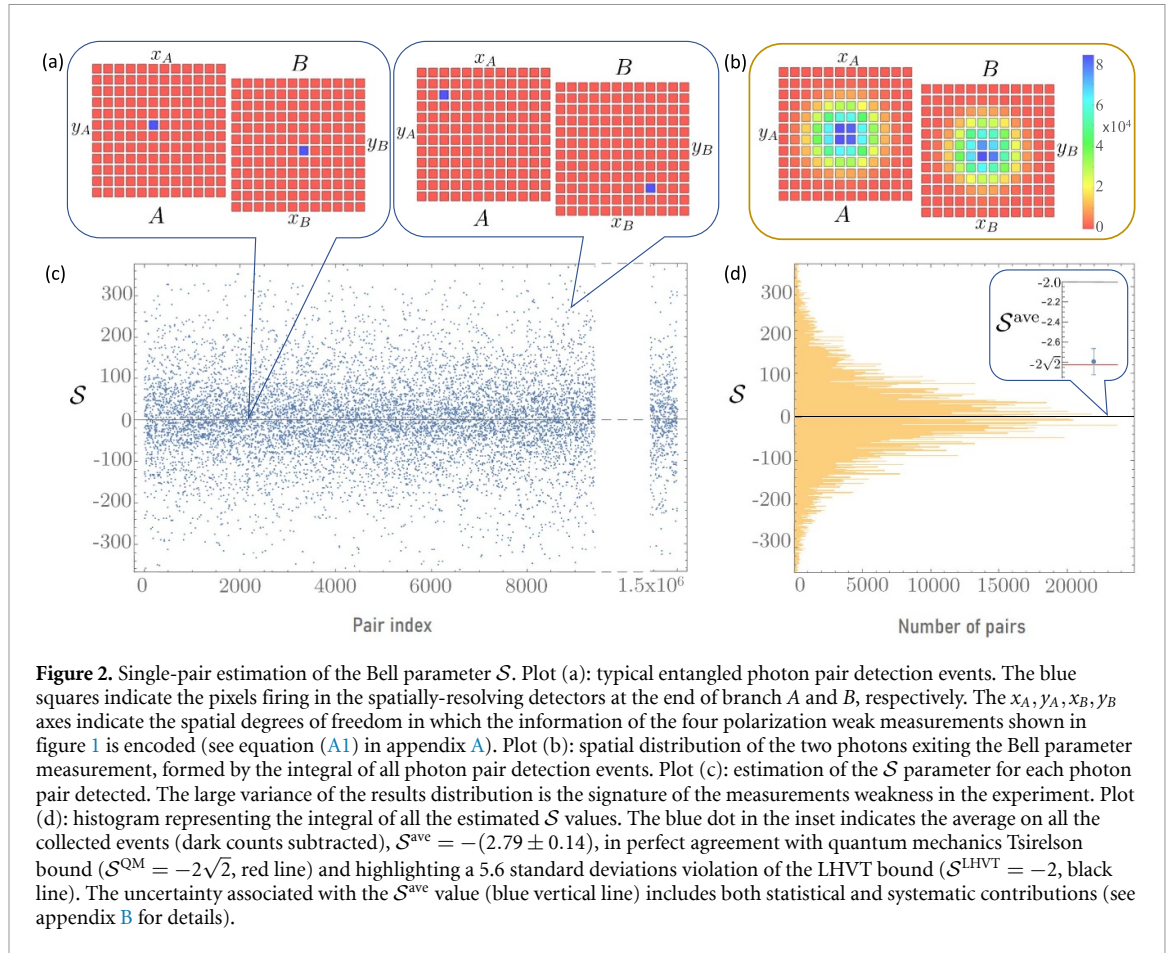 (a)
x_A
B
y_A
y_B
A
x_B
x_A
B
y_A
y_B
A
x_B
(b)
x_A
B
y_A
y_B
A
x_B
8
6
x10⁴
4
2
0
(c)
300
200
100
0
-100
-200
-300
S
0
2000
4000
6000
8000
1.5x10⁶
Pair index
(d)
300
200
100
0
-100
-200
-300
S
0
5000
10000
15000
20000
Number of pairs
S^ave
-2.0
-2.2
-2.4
-2.6
-2√2
Figure 2. Single-pair estimation of the Bell parameter S. Plot (a): typical entangled photon pair detection events. The blue
squares indicate the pixels firing in the spatially-resolving detectors at the end of branch A and B, respectively. The x_A, y_A, x_B, y_B
axes indicate the spatial degrees of freedom in which the information of the four polarization weak measurements shown in
figure 1 is encoded (see equation (A1) in appendix A). Plot (b): spatial distribution of the two photons exiting the Bell parameter
measurement, formed by the integral of all photon pair detection events. Plot (c): estimation of the S parameter for each photon
pair detected. The large variance of the results distribution is the signature of the measurements weakness in the experiment. Plot
(d): histogram representing the integral of all the estimated S values. The blue dot in the inset indicates the average on all the
collected events (dark counts subtracted), S^ave = −(2.79 ± 0.14), in perfect agreement with quantum mechanics Tsirelson
bound (S^QM = −2√2, red line) and highlighting a 5.6 standard deviations violation of the LHVT bound (S^LHVT = −2, black
line). The uncertainty associated with the S^ave value (blue vertical line) includes both statistical and systematic contributions (see
appendix B for details).